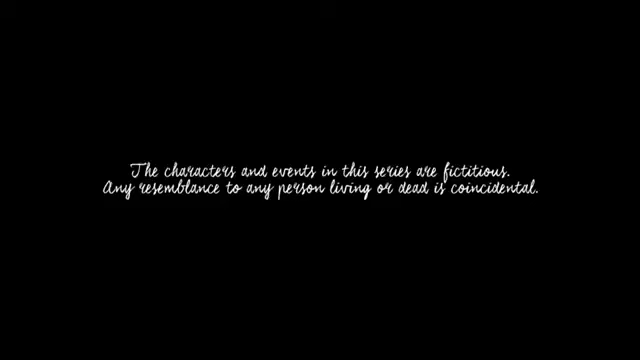 The characters and events in this series are fictitious.
Any resemblance to any person living or dead is coincidental.